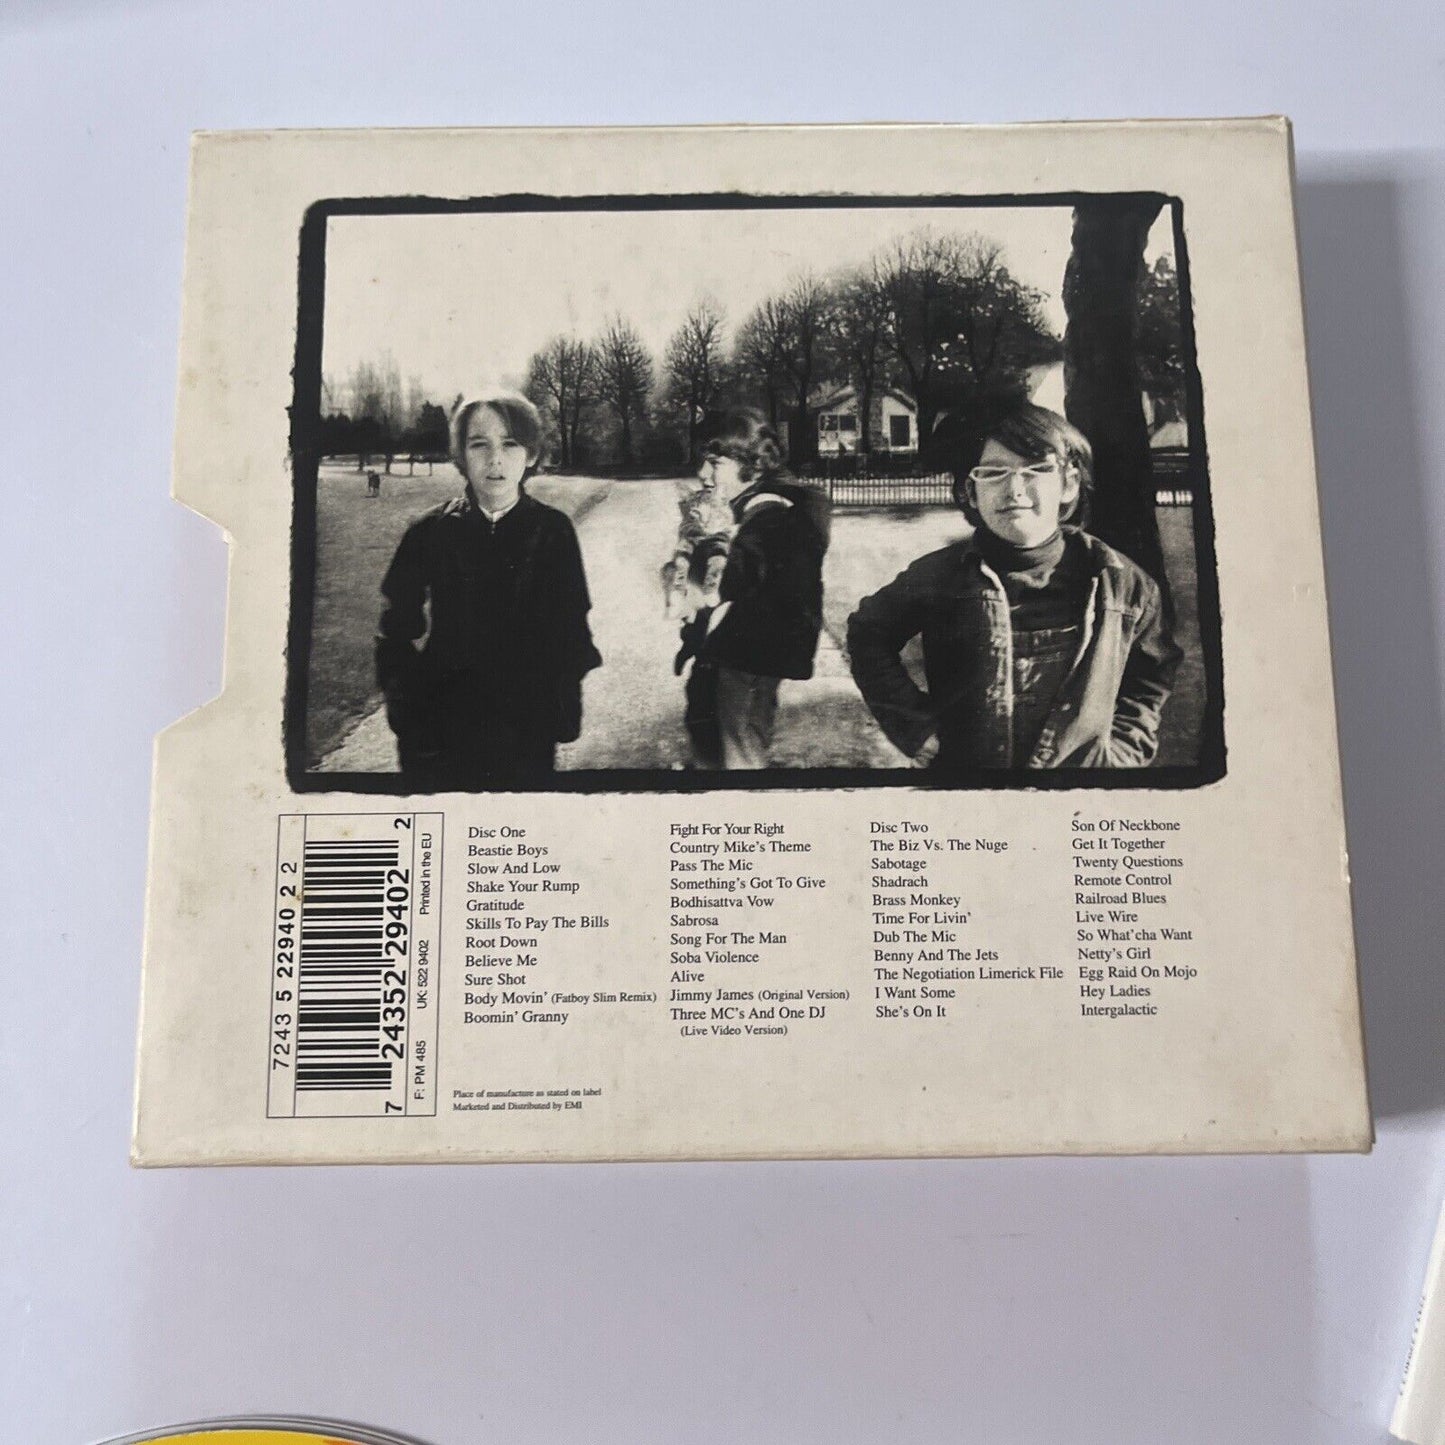 Disc One
Beastie Boys
Slow And Low
Shake Your Rump
Gratitude
Skills To Pay The Bills
Root Down
Believe Me
Sure Shot
Body Movin' (Fatboy Slim Remix)
Boomin' Granny
Fight For Your Right
Country Mike's Theme
Pass The Mic
Something's Got To Give
Bodhisattva Vow
Sabrosa
Song For The Man
Soba Violence
Alive
Jimmy James (Original Version)
Three MC's And One DJ
(Live Video Version)
Disc Two
The Biz Vs. The Nuge
Sabotage
Shadrach
Brass Monkey
Time For Livin'
Dub The Mic
Benny And The Jets
The Negotiation Limerick File
I Want Some
She's On It
Son Of Neckbone
Get It Together
Twenty Questions
Remote Control
Railroad Blues
Live Wire
So What'cha Want
Netty's Girl
Egg Raid On Mojo
Hey Ladies
Intergalactic
7243 5 22940 2 2
7 24352 29402 2
F: PM 485 UK: 522 9402 Printed in the EU
Place of manufacture as stated on label
Marketed and Distributed by EMI